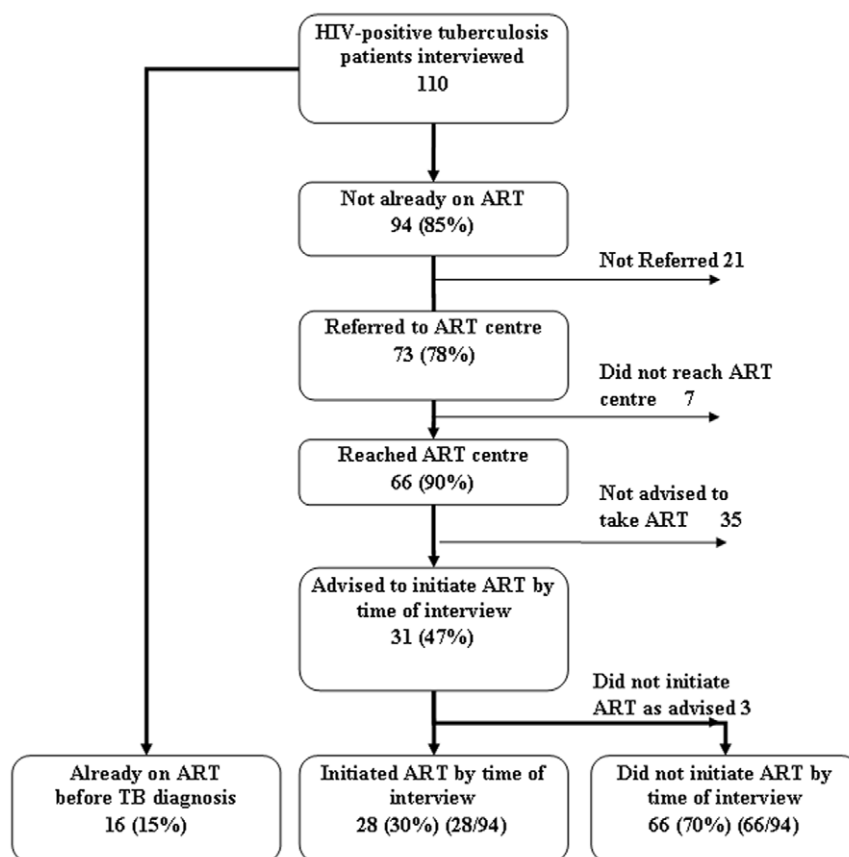 HIV-positive tuberculosis
patients interviewed
110
Not already on ART
94 (85%)
Not Referred 21
Referred to ART centre
73 (78%)
Did not reach ART
centre 7
Reached ART centre
66 (90%)
Not advised to
take ART 35
Advised to initiate ART by
time of interview
31 (47%)
Did not initiate
ART as advised 3
Already on ART
before TB diagnosis
16 (15%)
Initiated ART by time of
interview
28 (30%) (28/94)
Did not initiate ART by
time of interview
66 (70%) (66/94)